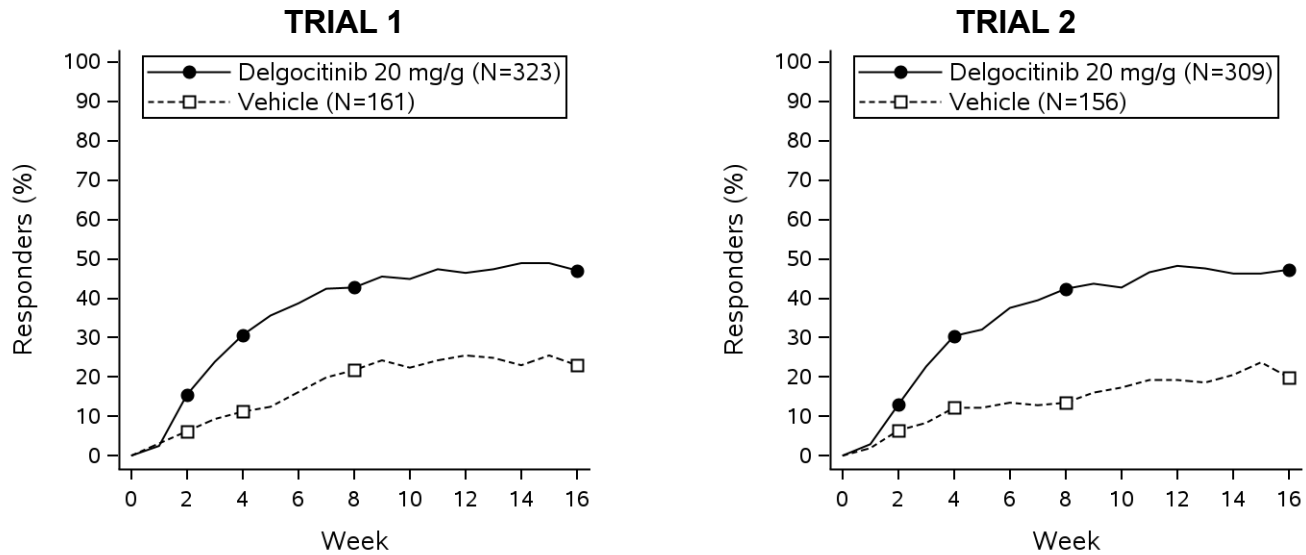 TRIAL 1
Delgocitinib 20 mg/g (N=323)
Vehicle (N=161)
100
90
80
70
60
50
40
30
20
10
0
Responders (%)
0 2 4 6 8 10 12 14 16
Week
TRIAL 2
Delgocitinib 20 mg/g (N=309)
Vehicle (N=156)
100
90
80
70
60
50
40
30
20
10
0
Responders (%)
0 2 4 6 8 10 12 14 16
Week